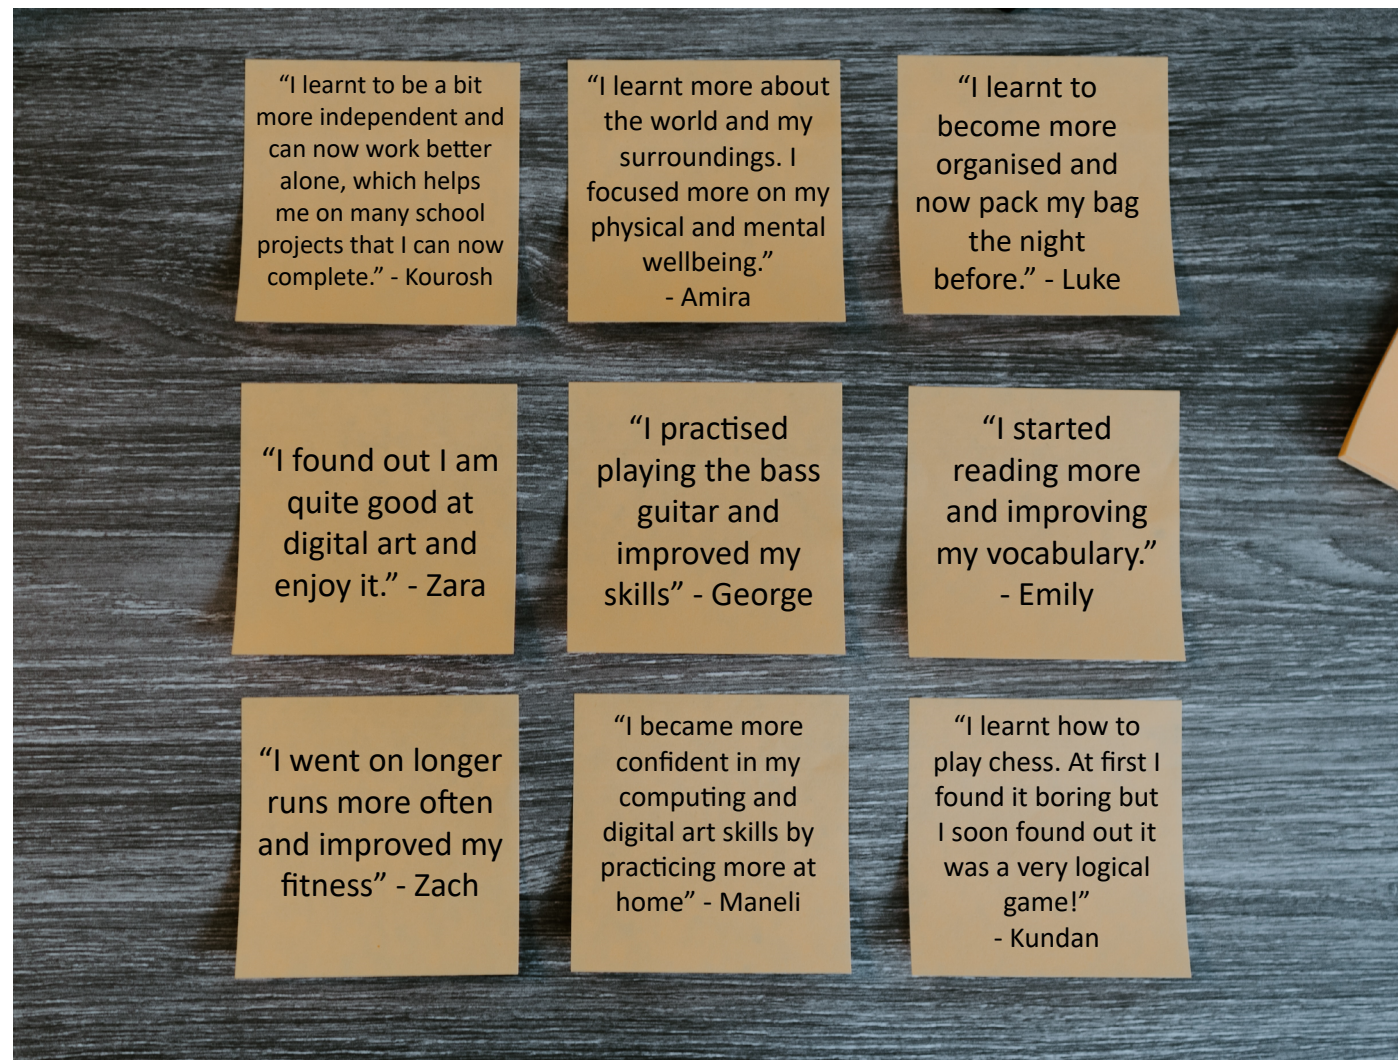 “I learnt to be a bit
more independent and
can now work better
alone, which helps
me on many school
projects that I can now
complete.” - Kourosh
“I learnt more about
the world and my
surroundings. I
focused more on my
physical and mental
wellbeing.”
- Amira
“I learnt to
become more
organised and
now pack my bag
the night
before.” - Luke
“I found out I am
quite good at
digital art and
enjoy it.” - Zara
“I practised
playing the bass
guitar and
improved my
skills” - George
“I started
reading more
and improving
my vocabulary.”
- Emily
“I went on longer
runs more often
and improved my
fitness” - Zach
“I became more
confident in my
computing and
digital art skills by
practicing more at
home” - Maneli
“I learnt how to
play chess. At first I
found it boring but
I soon found out it
was a very logical
game!”
- Kundan